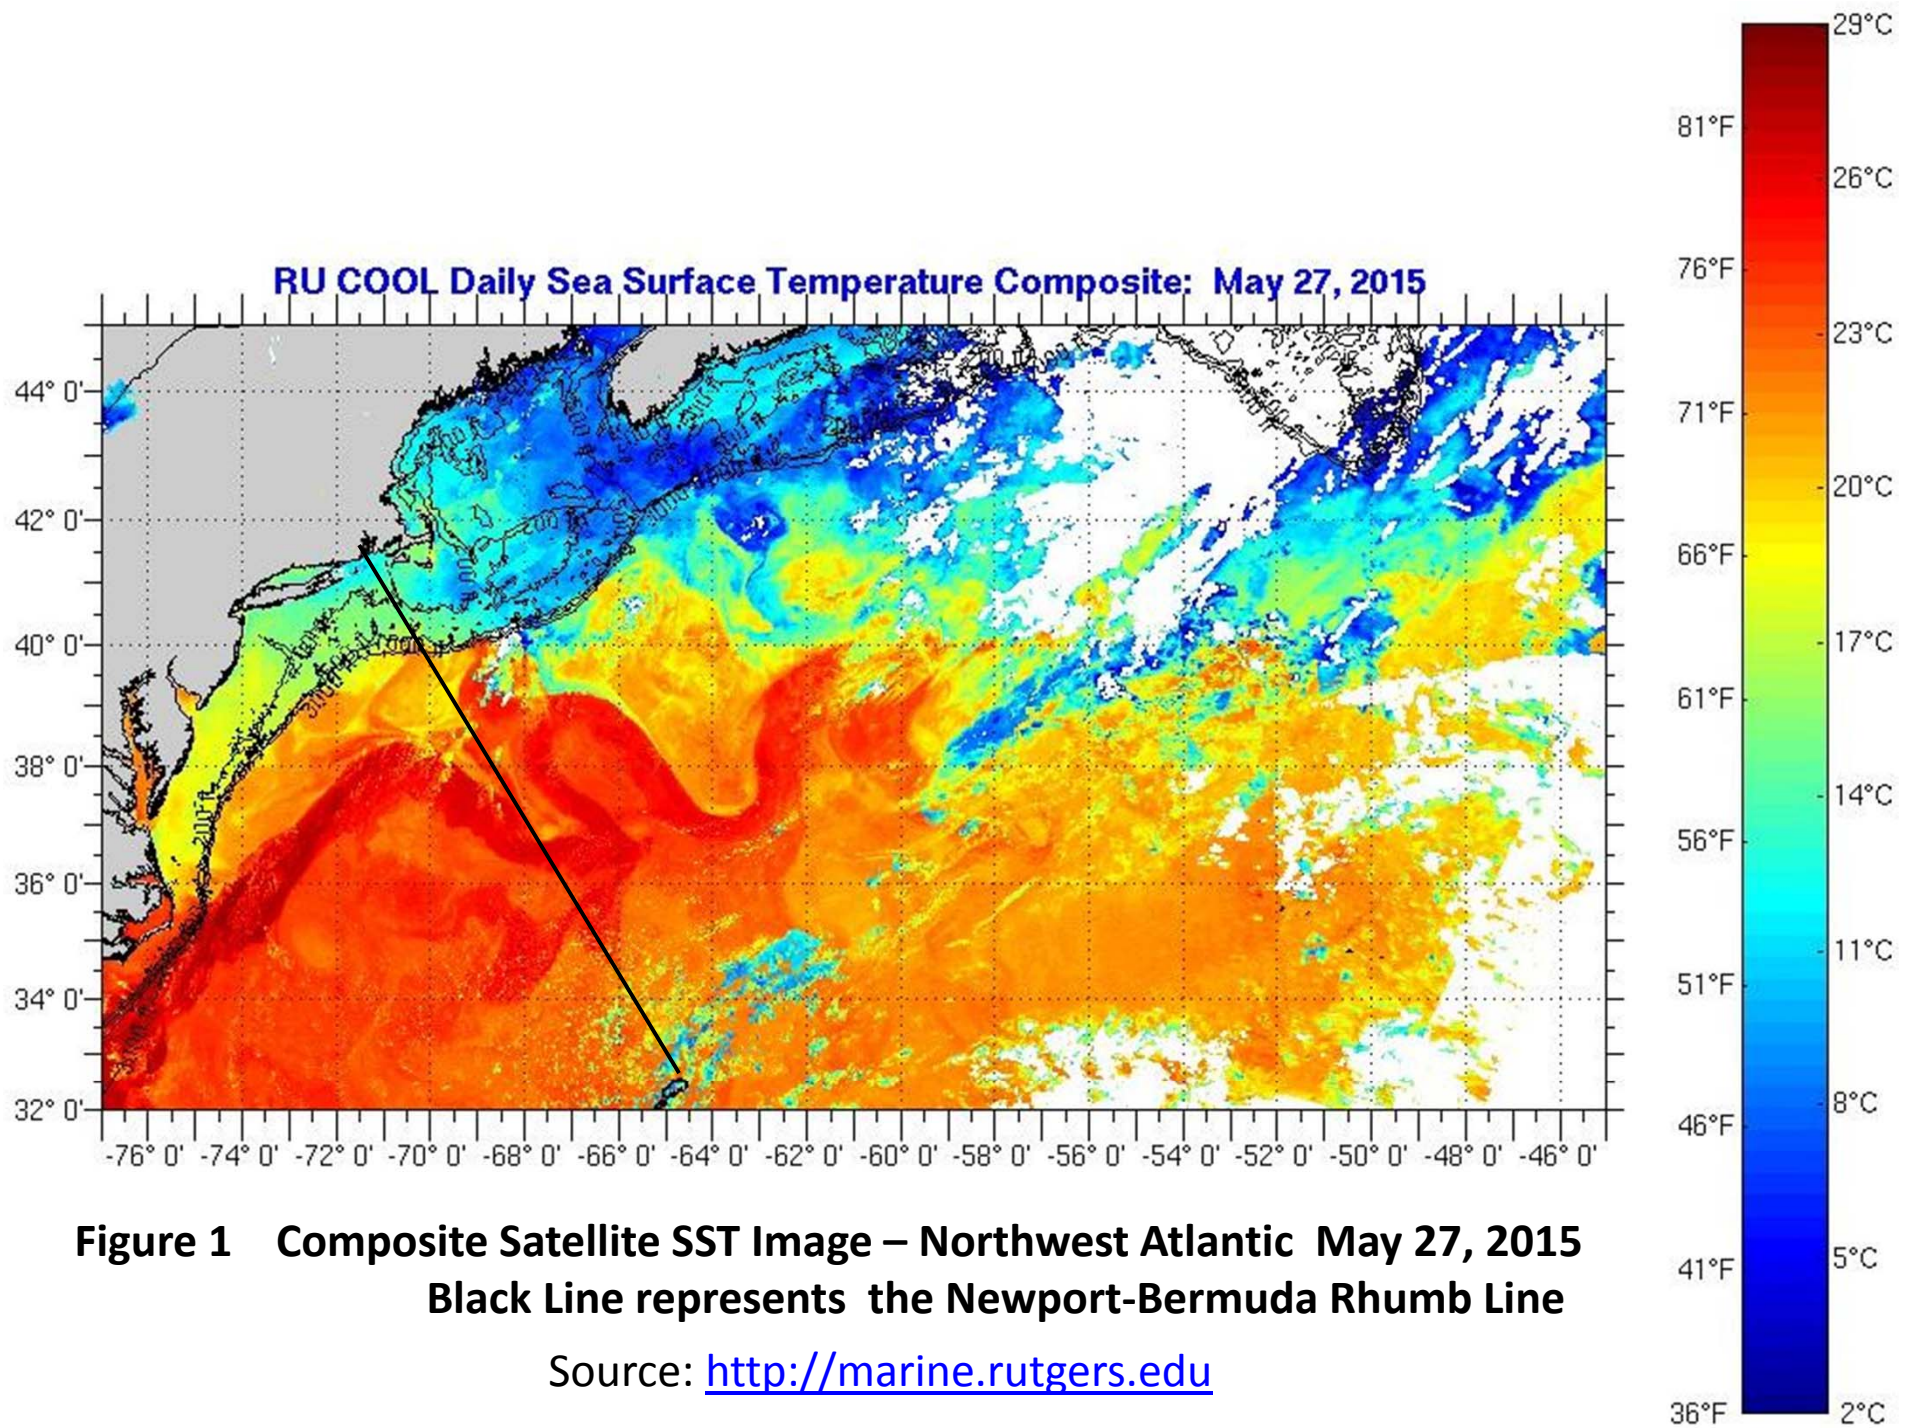 RU COOL Daily Sea Surface Temperature Composite:  May 27, 2015
44° 0'
42° 0'
40° 0'
38° 0'
36° 0'
34° 0'
32° 0'
-76° 0' -74° 0' -72° 0' -70° 0' -68° 0' -66° 0' -64° 0' -62° 0' -60° 0' -58° 0' -56° 0' -54° 0' -52° 0' -50° 0' -48° 0' -46° 0'
29°C
81°F
26°C
76°F
23°C
71°F
20°C
66°F
17°C
61°F
14°C
56°F
11°C
51°F
8°C
46°F
5°C
41°F
36°F 2°C
Figure 1    Composite Satellite SST Image – Northwest Atlantic  May 27, 2015
Black Line represents  the Newport-Bermuda Rhumb Line
Source: http://marine.rutgers.edu